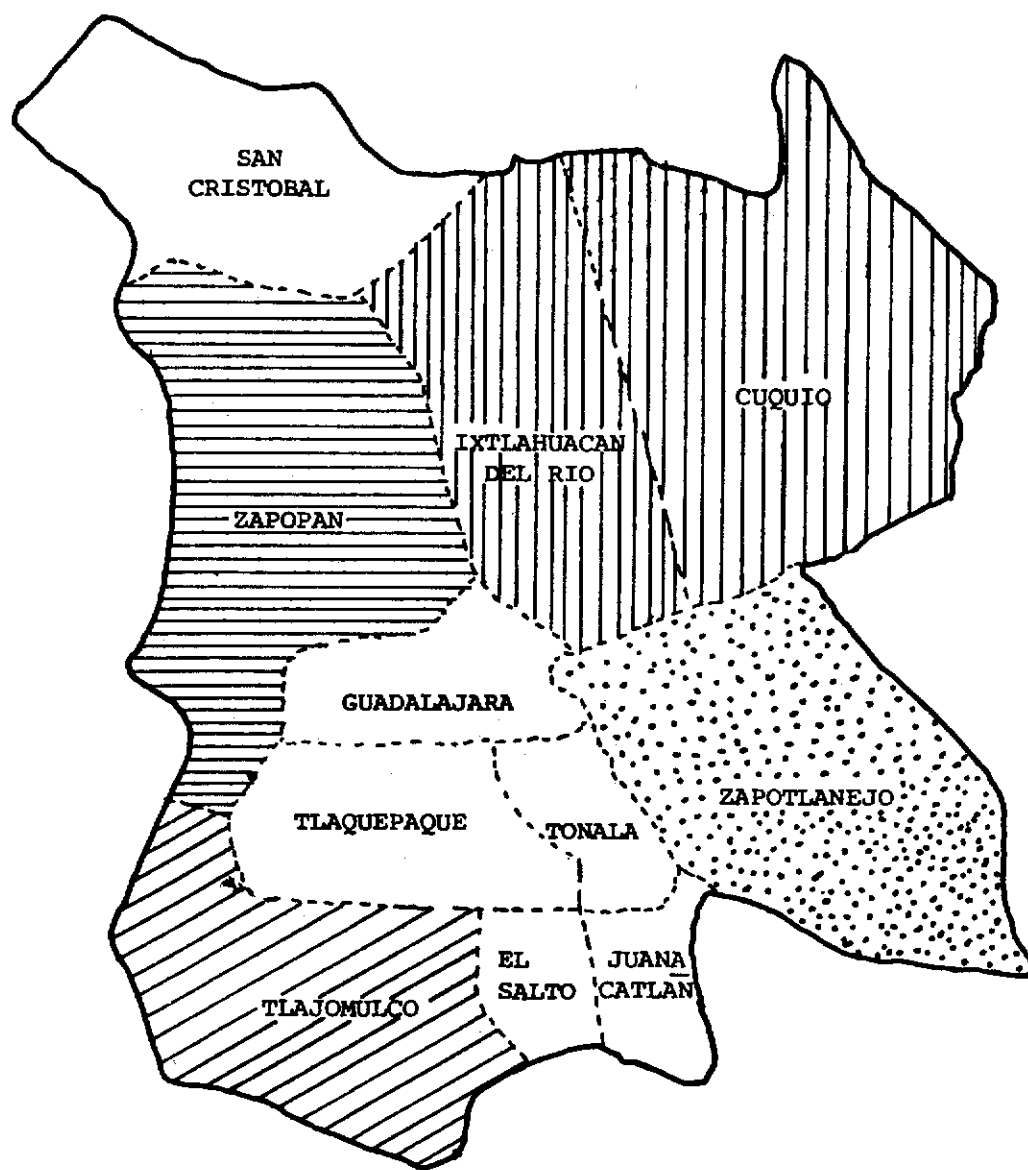 SAN
CRISTOBAL
CUQUIO
IXTLAHUACAN
DEL RIO
ZAPOPAN
GUADALAJARA
ZAPOTLANEJO
TLAQUEPAQUE
TONALA
EL
SALTO
JUANA
CATLAN
TLAJOMULCO